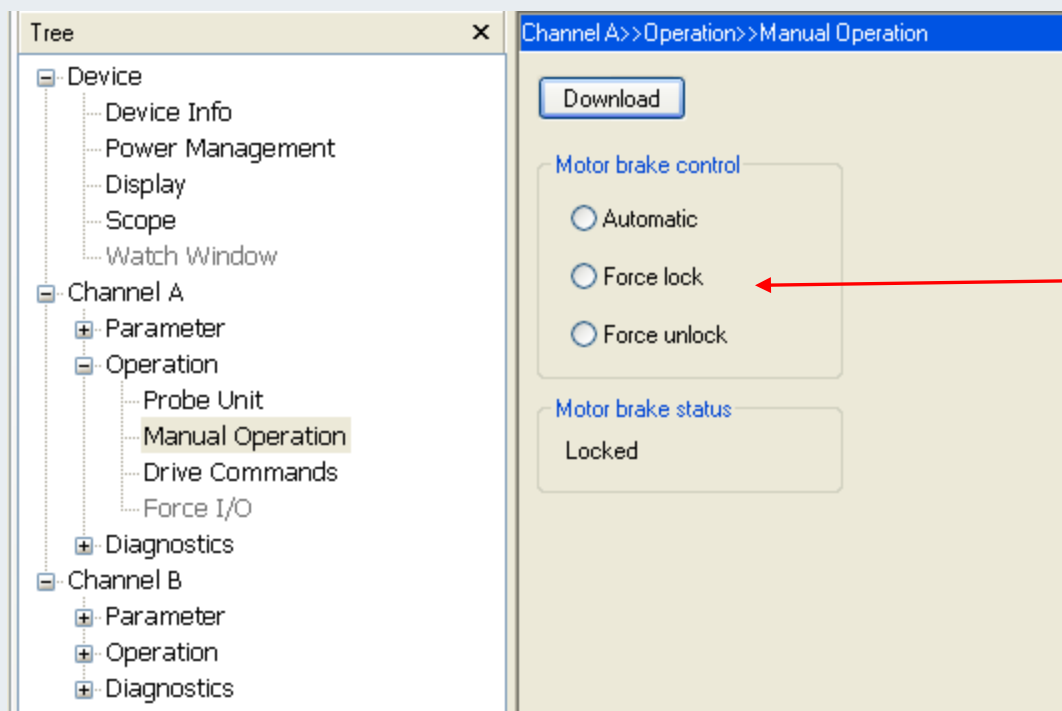 Tree
Device
Device Info
Power Management
Display
Scope
Watch Window
Channel A
Parameter
Operation
Probe Unit
Manual Operation
Drive Commands
Force I/O
Diagnostics
Channel B
Parameter
Operation
Diagnostics
Channel A>>Operation>>Manual Operation
Download
Motor brake control
Automatic
Force lock
Force unlock
Motor brake status
Locked